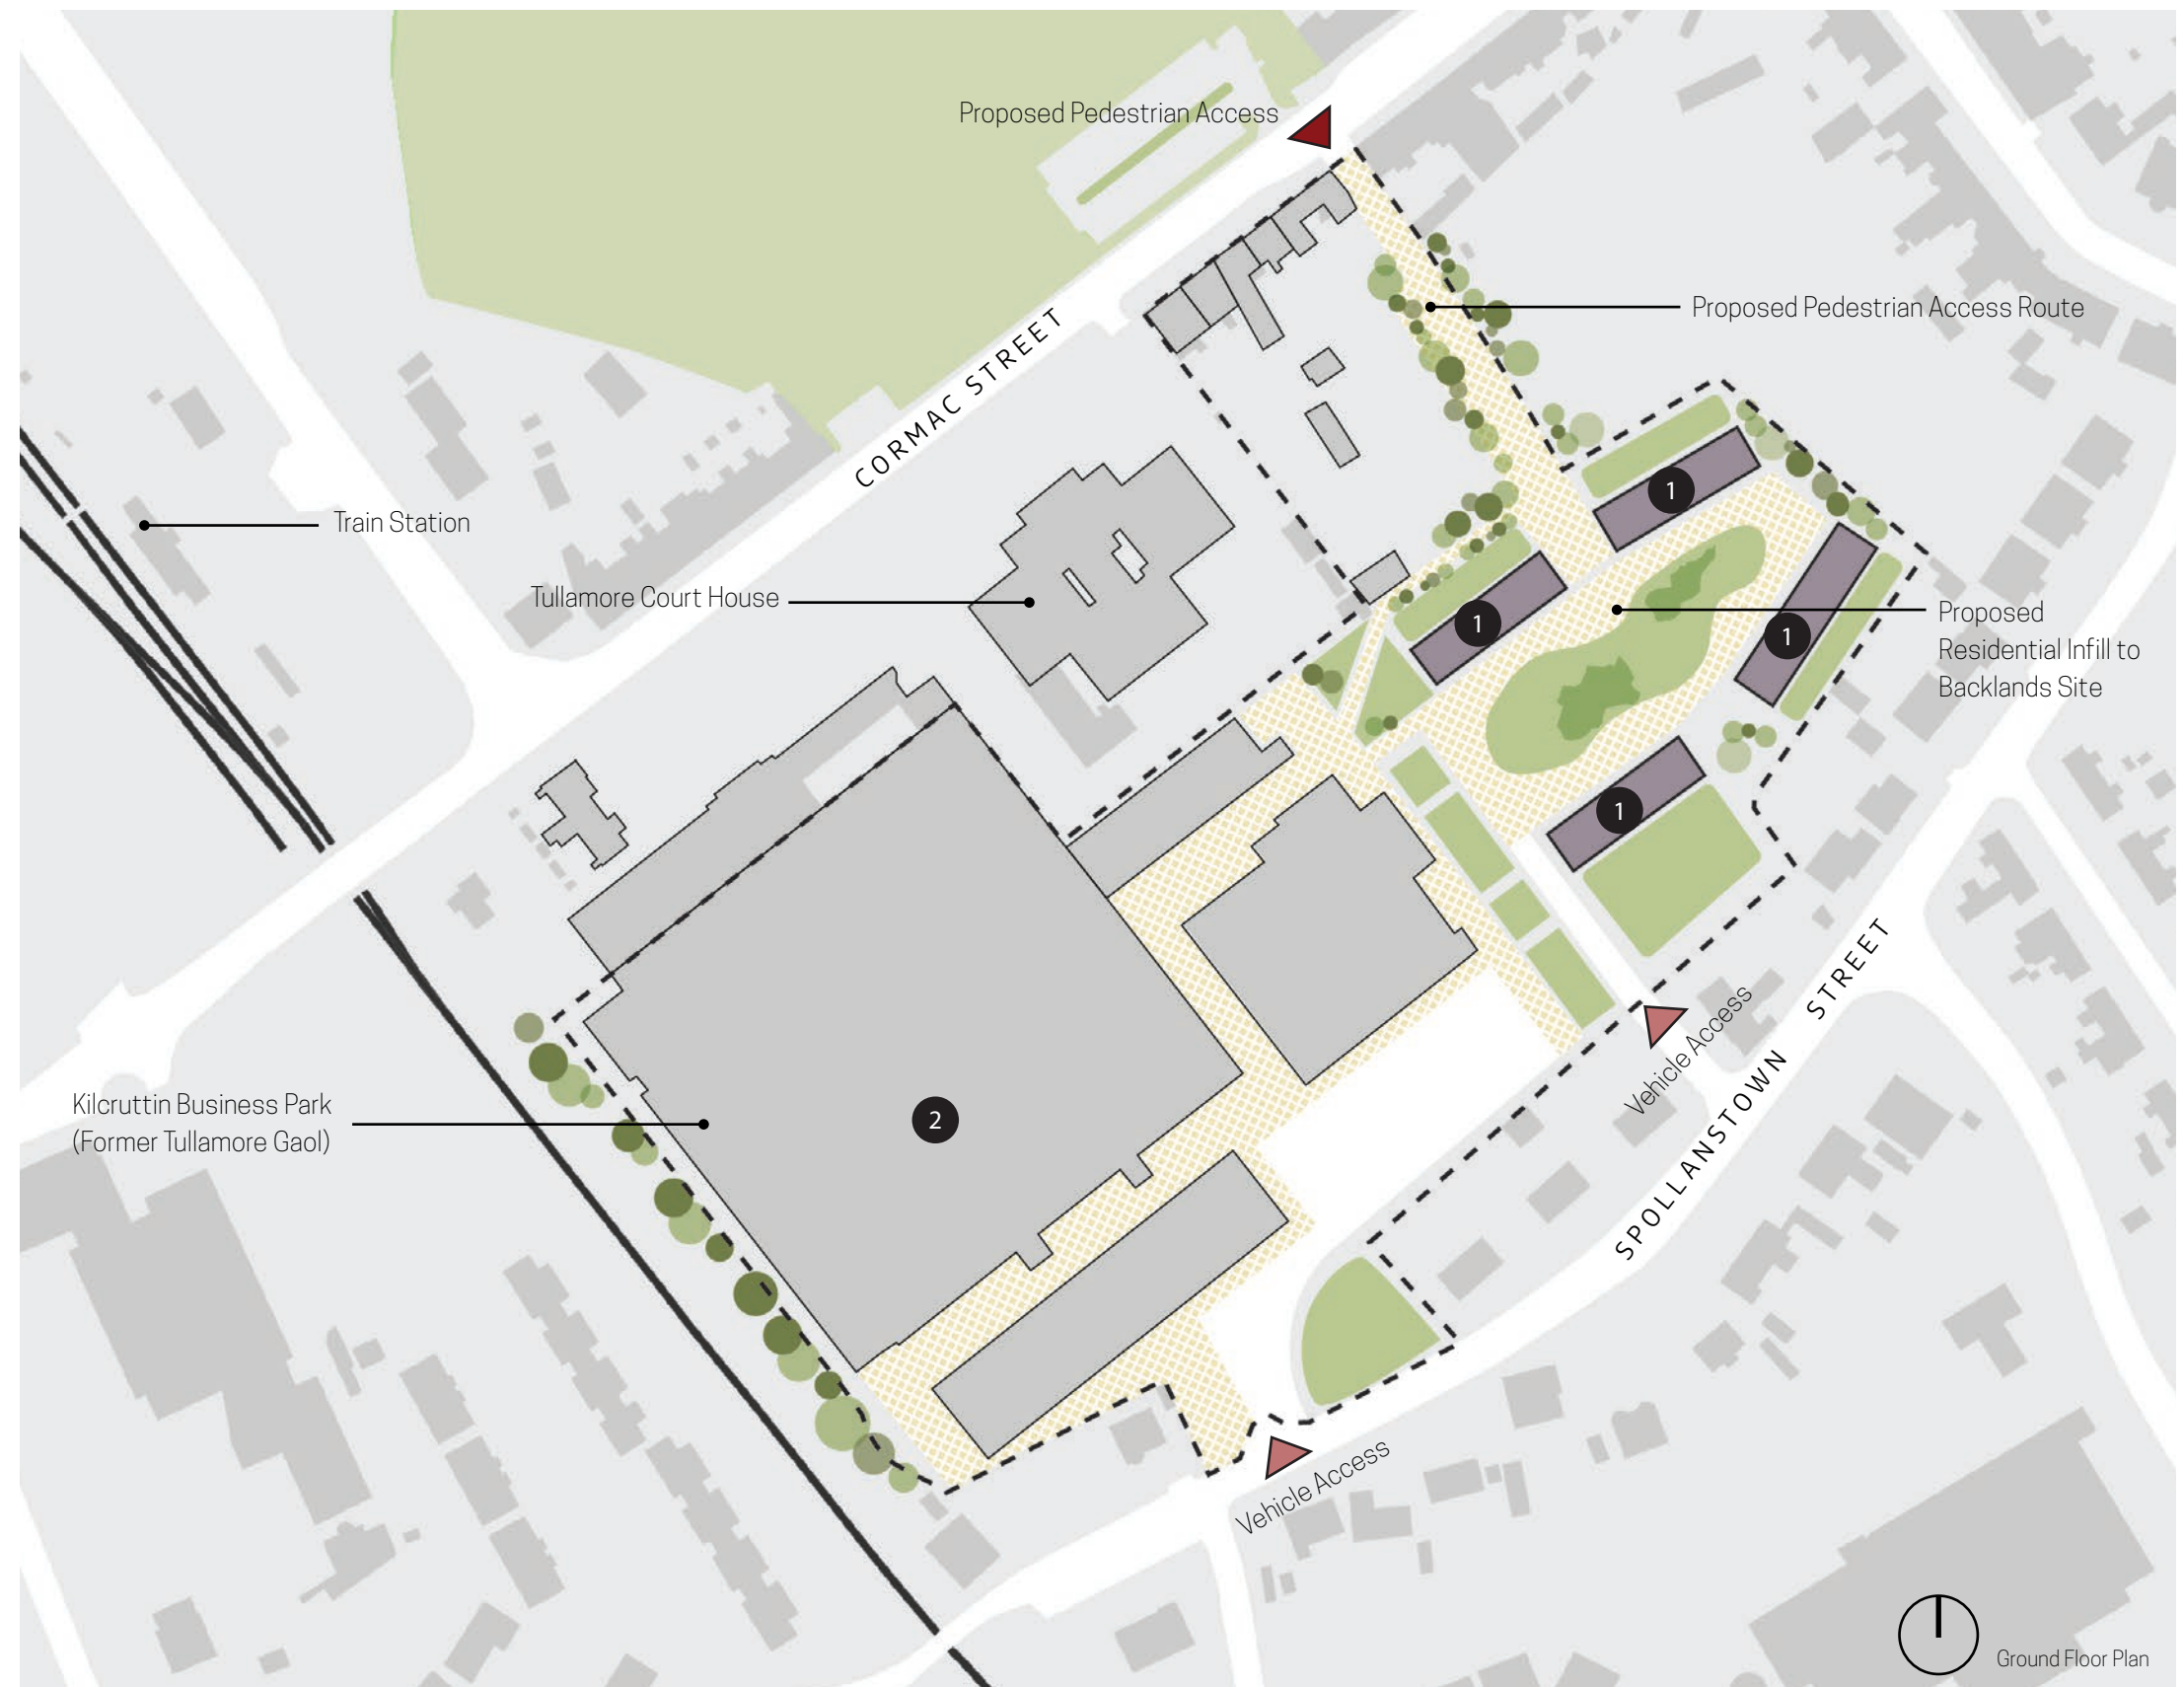 Proposed Pedestrian Access
Proposed Pedestrian Access Route
CORMAC STREET
1
Train Station
Tullamore Court House
1
1
Proposed
Residential Infill to
Backlands Site
1
SPOLLANSTOWN STREET
Vehicle Access
Kilcruttin Business Park
(Former Tullamore Gaol)
2
Vehicle Access
Ground Floor Plan